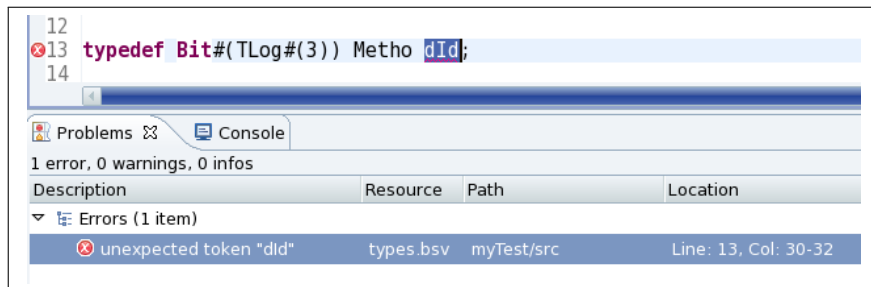 12
13 typedef Bit#(TLog#(3)) Metho dId;
14
Problems Console
1 error, 0 warnings, 0 infos
Description Resource Path Location
Errors (1 item)
unexpected token "dId" types.bsv myTest/src Line: 13, Col: 30-32